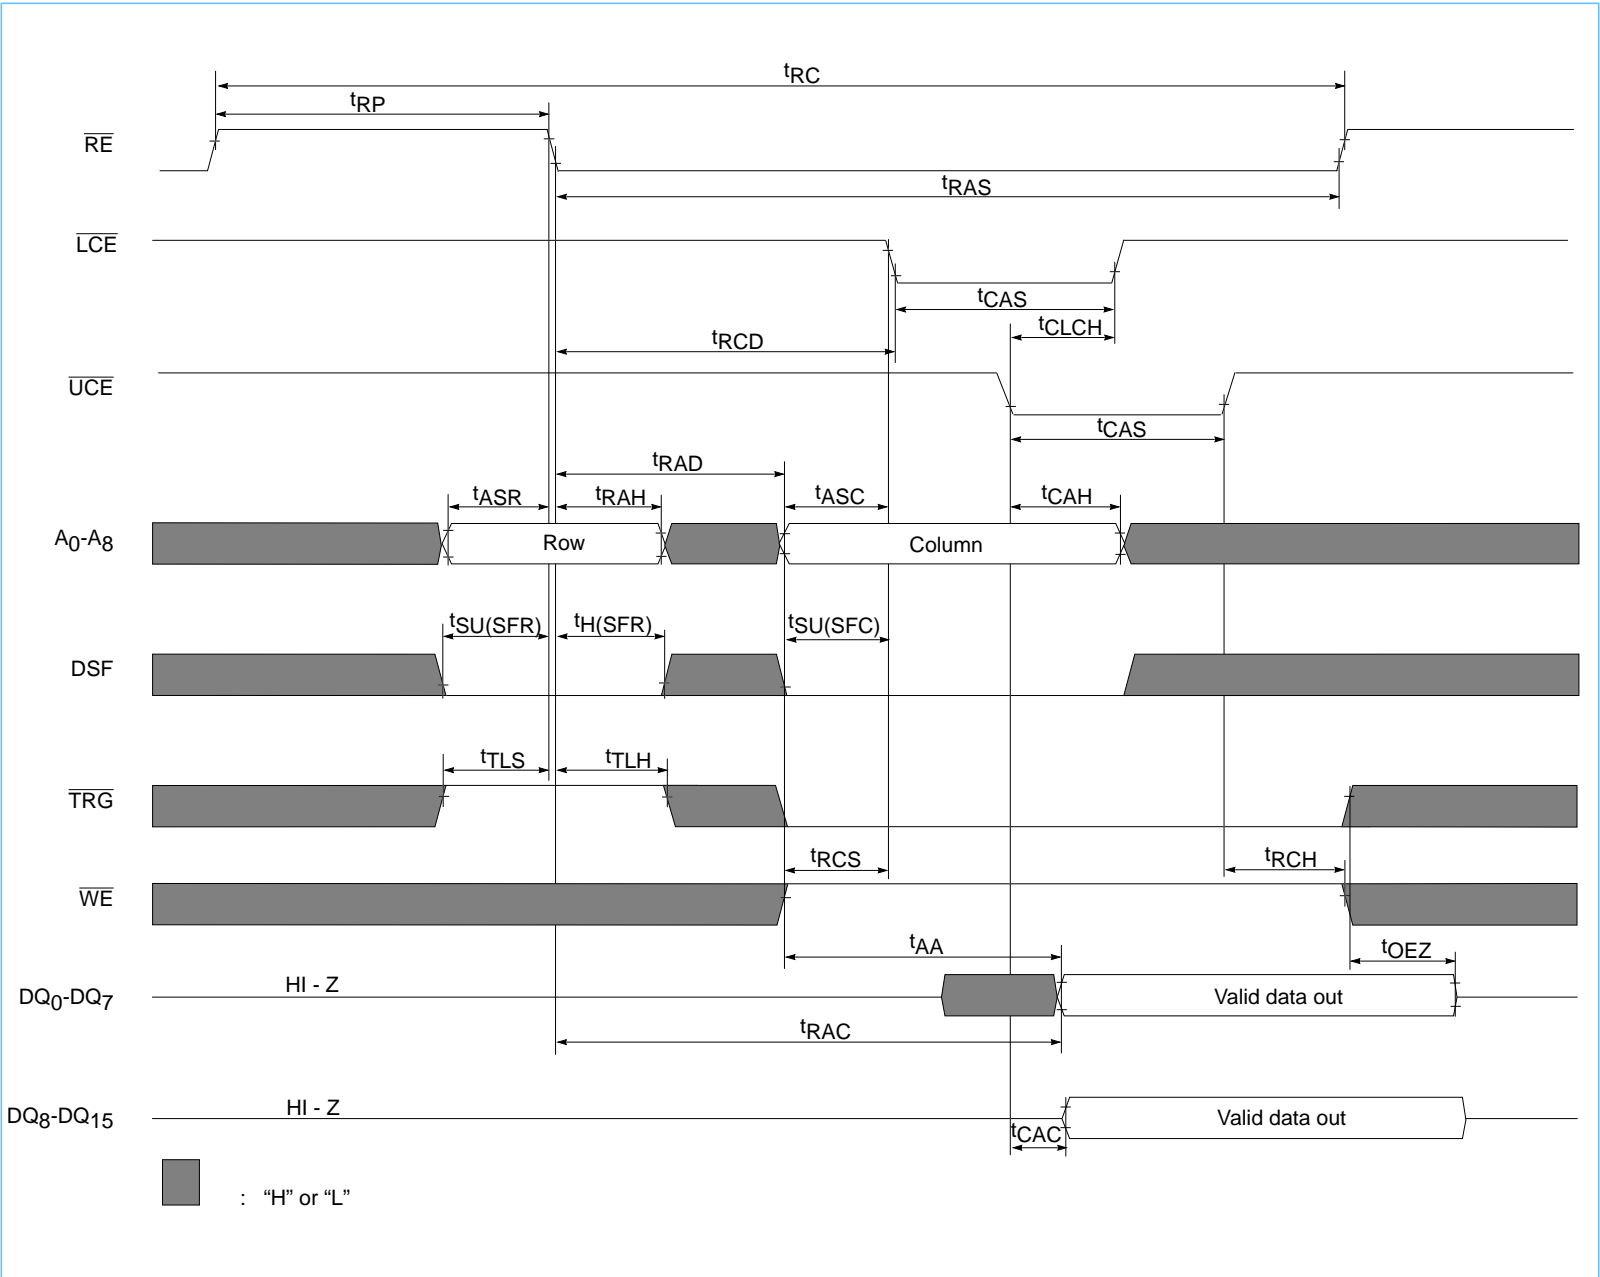 tRC
tRP
RE
tRAS
LCE
tCAS
tCLCH
tRCD
UCE
tCAS
tRAD
tASR
tRAH
tASC
tCAH
A0-A8
Row
Column
tSU(SFR)
tH(SFR)
tSU(SFC)
DSF
tTLS
tTLH
TRG
tRCS
tRCH
WE
tAA
tOEZ
DQ0-DQ7
HI - Z
Valid data out
tRAC
DQ8-DQ15
HI - Z
Valid data out
tCAC
: “H” or “L”